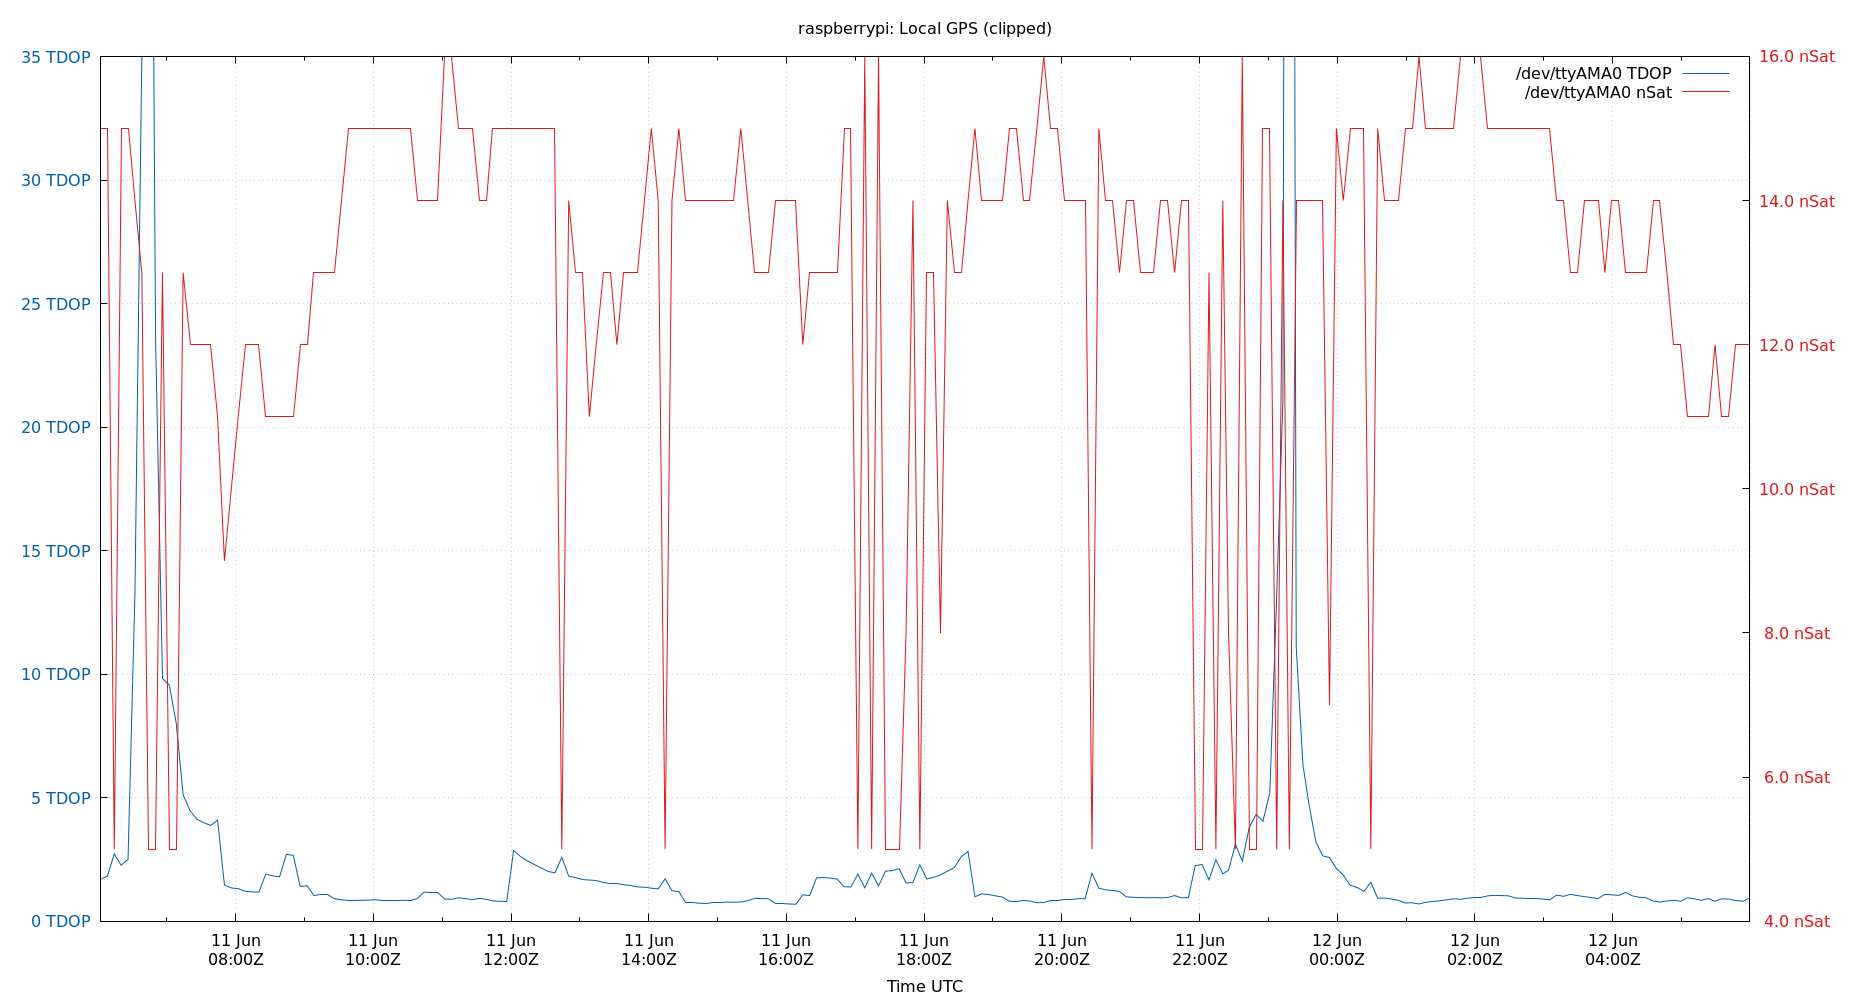 raspberrypi: Local GPS (clipped)
35 TDOP
30 TDOP
25 TDOP
20 TDOP
15 TDOP
10 TDOP
5 TDOP
0 TDOP
16.0 nSat
14.0 nSat
12.0 nSat
10.0 nSat
8.0 nSat
6.0 nSat
4.0 nSat
/dev/ttyAMA0 TDOP
/dev/ttyAMA0 nSat
11 Jun
08:00Z
11 Jun
10:00Z
11 Jun
12:00Z
11 Jun
14:00Z
11 Jun
16:00Z
11 Jun
18:00Z
11 Jun
20:00Z
11 Jun
22:00Z
12 Jun
00:00Z
12 Jun
02:00Z
12 Jun
04:00Z
Time UTC